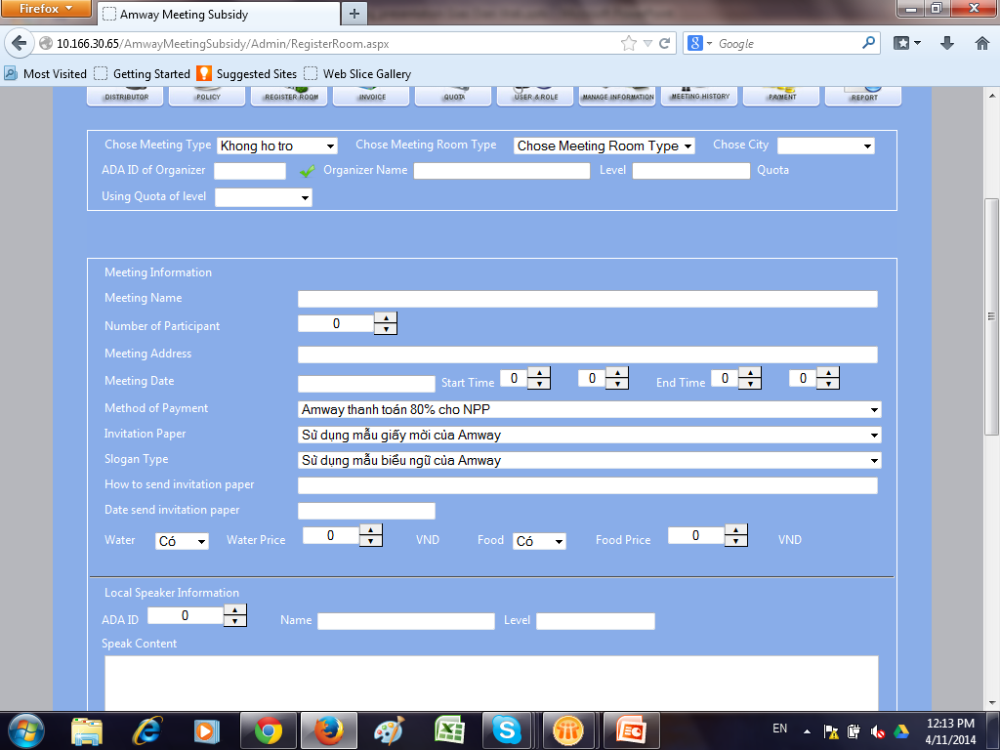 Firefox
Amway Meeting Subsidy
10.166.30.65/AmwayMeetingSubsidy/Admin/RegisterRoom.aspx
Google
Most Visited Getting Started Suggested Sites Web Slice Gallery
DISTRIBUTOR POLICY REGISTER ROOM INVOICE QUOTA USER & ROLE MANAGE INFORMATION MEETING HISTORY PAYMENT REPORT
Chose Meeting Type Khong ho tro Chose Meeting Room Type Chose Meeting Room Type Chose City
ADA ID of Organizer Organizer Name Level Quota
Using Quota of level
Meeting Information
Meeting Name
Number of Participant 0
Meeting Address
Meeting Date Start Time 0 0 End Time 0 0
Method of Payment Amway thanh toán 80% cho NPP
Invitation Paper Sử dụng mẫu giấy mời của Amway
Slogan Type Sử dụng mẫu biểu ngữ của Amway
How to send invitation paper
Date send invitation paper
Water Có Water Price 0 VND Food Có Food Price 0 VND
Local Speaker Information
ADA ID 0 Name Level
Speak Content
EN 12:13 PM
4/11/2014